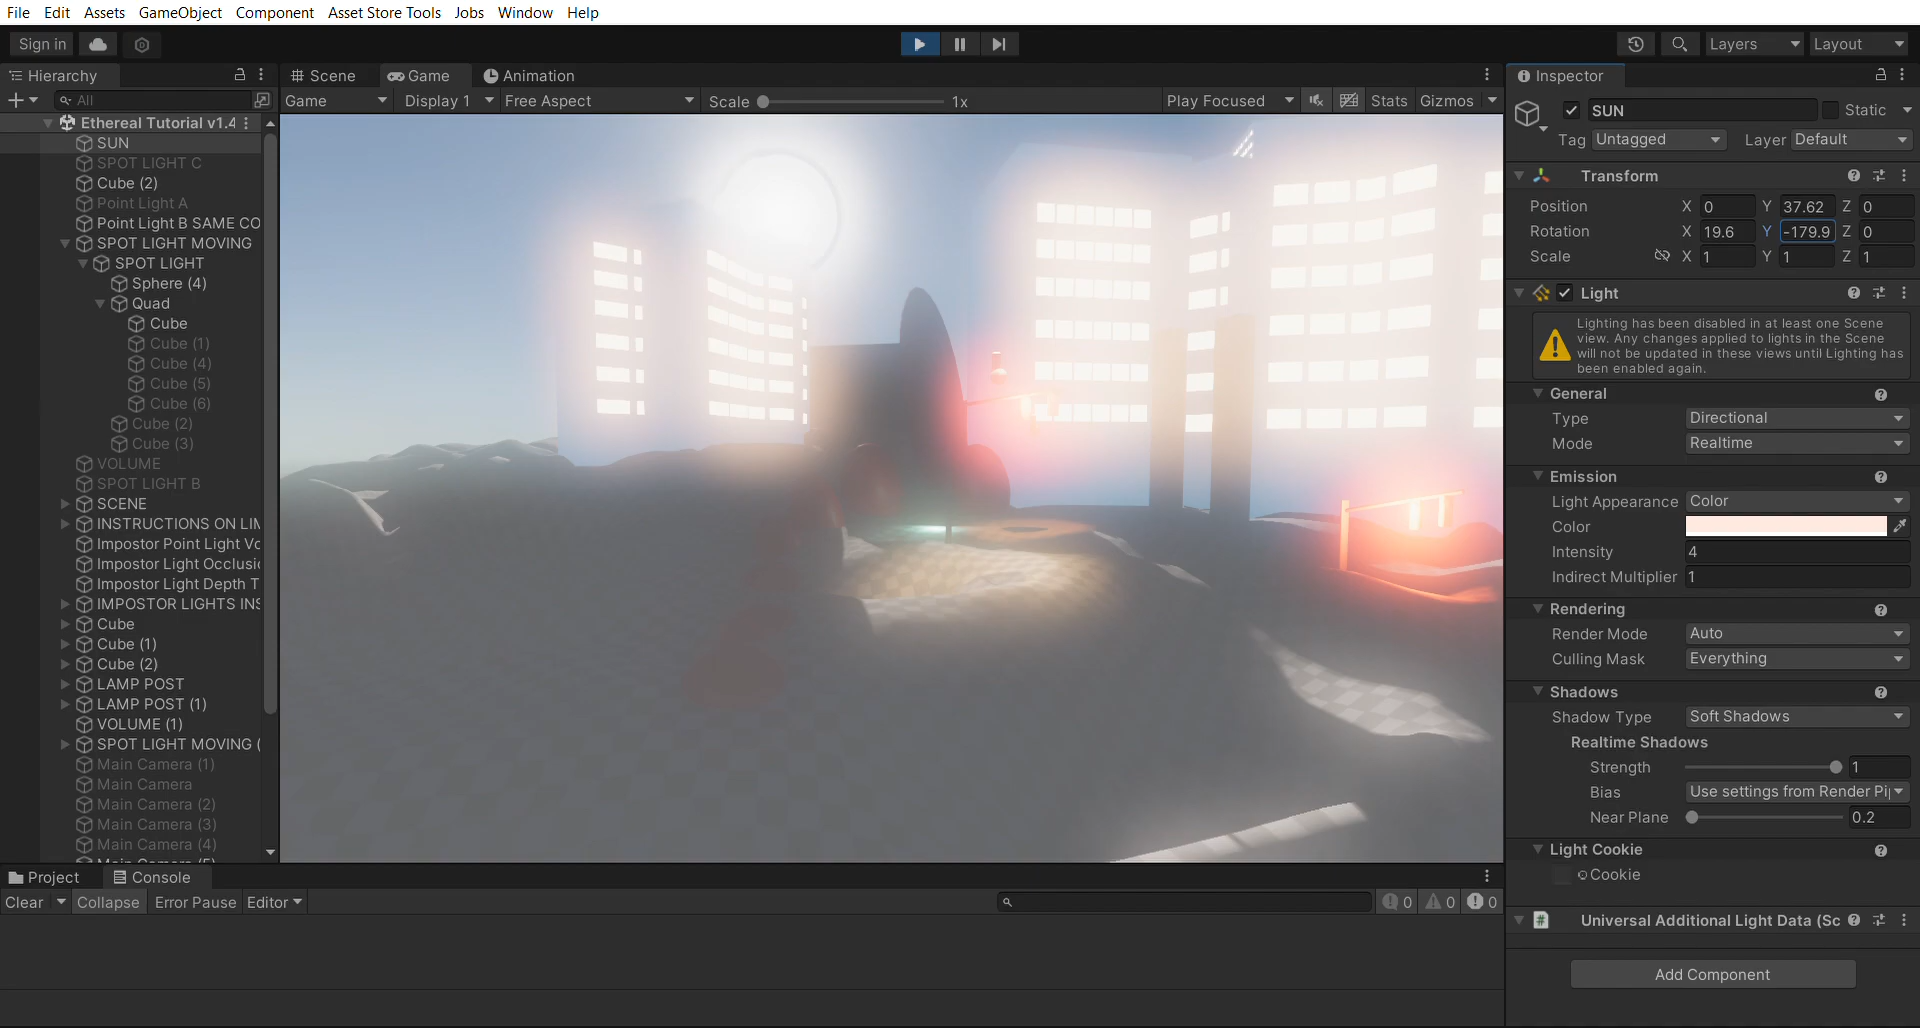 File Edit Assets GameObject Component Asset Store Tools Jobs Window Help
Sign in
Layers
Layout
Hierarchy
Scene
Game
Animation
Inspector
All
Game
Display 1
Free Aspect
Scale
1x
Play Focused
Stats
Gizmos
Ethereal Tutorial v1.4
SUN
SPOT LIGHT C
Cube (2)
Point Light A
Point Light B SAME CO
SPOT LIGHT MOVING
SPOT LIGHT
Sphere (4)
Quad
Cube
Cube (1)
Cube (4)
Cube (5)
Cube (6)
Cube (2)
Cube (3)
VOLUME
SPOT LIGHT B
SCENE
INSTRUCTIONS ON LIM
Impostor Point Light Vo
Impostor Light Occlusi
Impostor Light Depth T
IMPOSTOR LIGHTS INS
Cube
Cube (1)
Cube (2)
LAMP POST
LAMP POST (1)
VOLUME (1)
SPOT LIGHT MOVING (
Main Camera (1)
Main Camera
Main Camera (2)
Main Camera (3)
Main Camera (4)
Main Camera (5)
SUN
Static
Tag Untagged Layer Default
Transform
Position X 0 Y 37.62 Z 0
Rotation X 19.6 Y -179.9 Z 0
Scale X 1 Y 1 Z 1
Light
Lighting has been disabled in at least one Scene
view. Any changes applied to lights in the Scene
will not be updated in these views until Lighting has
been enabled again.
General
Type Directional
Mode Realtime
Emission
Light Appearance Color
Color
Intensity 4
Indirect Multiplier 1
Rendering
Render Mode Auto
Culling Mask Everything
Shadows
Shadow Type Soft Shadows
Realtime Shadows
Strength 1
Bias Use settings from Render Pi
Near Plane 0.2
Light Cookie
Cookie
Universal Additional Light Data (Sc
Add Component
Project
Console
Clear
Collapse
Error Pause
Editor
0
0
0